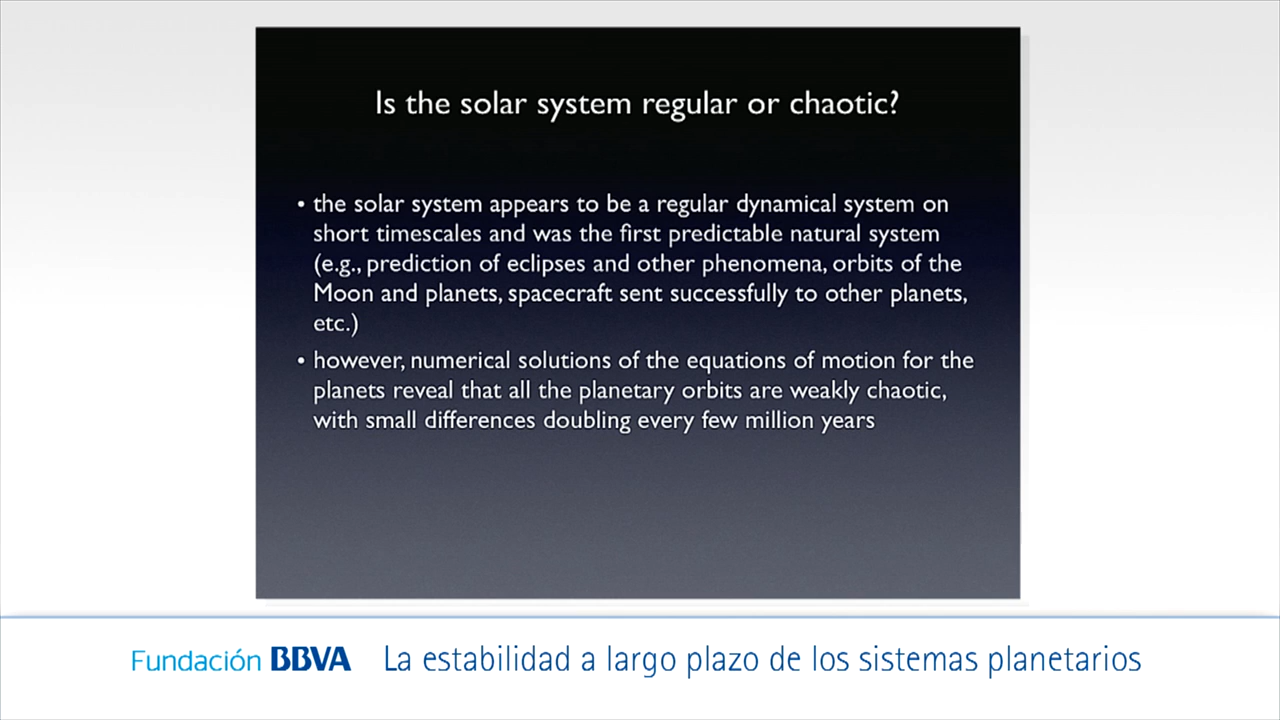 Is the solar system regular or chaotic?
• the solar system appears to be a regular dynamical system on
short timescales and was the first predictable natural system
(e.g., prediction of eclipses and other phenomena, orbits of the
Moon and planets, spacecraft sent successfully to other planets,
etc.)
• however, numerical solutions of the equations of motion for the
planets reveal that all the planetary orbits are weakly chaotic,
with small differences doubling every few million years
Fundación BBVA La estabilidad a largo plazo de los sistemas planetarios